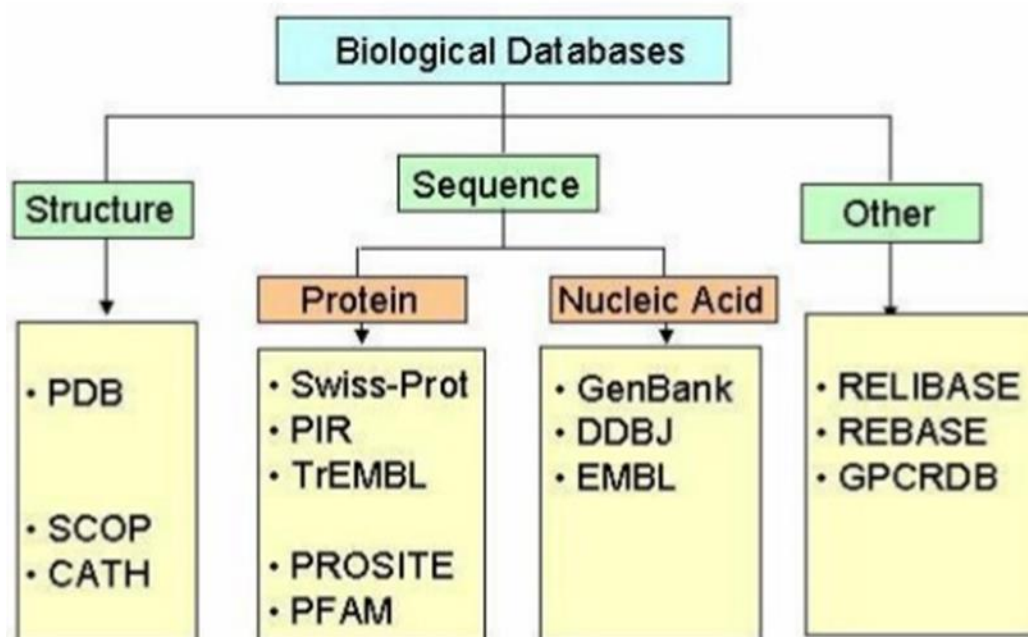 Biological Databases
Structure
Sequence
Other
Protein
Nucleic Acid
• PDB
• SCOP
• CATH
• Swiss-Prot
• PIR
• TrEMBL
• PROSITE
• PFAM
• GenBank
• DDBJ
• EMBL
• RELIBASE
• REBASE
• GPCRDB